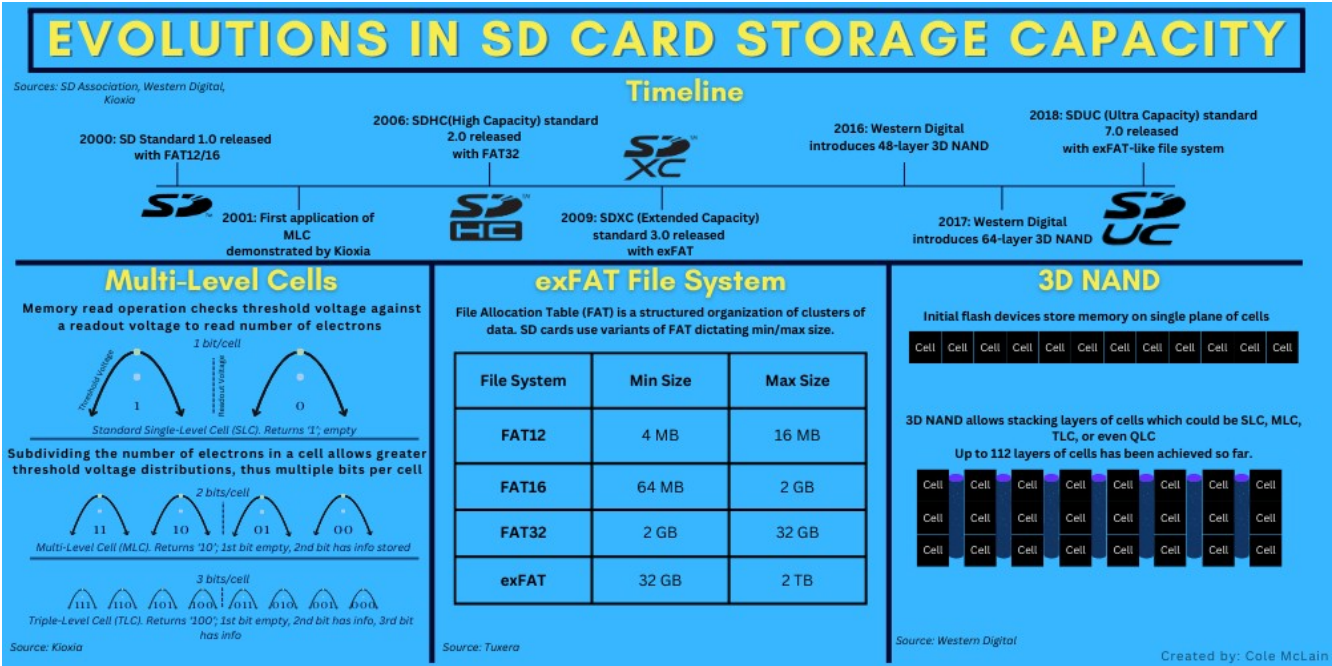 EVOLUTIONS IN SD CARD STORAGE CAPACITY
Sources: SD Association, Western Digital,
Kioxia
Timeline
2000: SD Standard 1.0 released
with FAT12/16
2006: SDHC(High Capacity) standard
2.0 released
with FAT32
2016: Western Digital
introduces 48-layer 3D NAND
2018: SDUC (Ultra Capacity) standard
7.0 released
with exFAT-like file system
SD™
2001: First application of
MLC
demonstrated by Kioxia
SD™
HC
SD™
XC
2009: SDXC (Extended Capacity)
standard 3.0 released
with exFAT
2017: Western Digital
introduces 64-layer 3D NAND
SD™
UC
Multi-Level Cells
Memory read operation checks threshold voltage against
a readout voltage to read number of electrons
1 bit/cell
Threshold Voltage
Readout Voltage
1 0
Standard Single-Level Cell (SLC). Returns '1'; empty
Subdividing the number of electrons in a cell allows greater
threshold voltage distributions, thus multiple bits per cell
2 bits/cell
11 10 01 00
Multi-Level Cell (MLC). Returns '10'; 1st bit empty, 2nd bit has info stored
3 bits/cell
111 110 101 100 011 010 001 000
Triple-Level Cell (TLC). Returns '100'; 1st bit empty, 2nd bit has info, 3rd bit
has info
Source: Kioxia
exFAT File System
File Allocation Table (FAT) is a structured organization of clusters of
data. SD cards use variants of FAT dictating min/max size.
File System Min Size Max Size
FAT12 4 MB 16 MB
FAT16 64 MB 2 GB
FAT32 2 GB 32 GB
exFAT 32 GB 2 TB
Source: Tuxera
3D NAND
Initial flash devices store memory on single plane of cells
Cell Cell Cell Cell Cell Cell Cell Cell Cell Cell Cell Cell
3D NAND allows stacking layers of cells which could be SLC, MLC,
TLC, or even QLC
Up to 112 layers of cells has been achieved so far.
Cell Cell Cell Cell Cell Cell Cell
Cell Cell Cell Cell Cell Cell Cell
Cell Cell Cell Cell Cell Cell Cell
Source: Western Digital
Created by: Cole McLain